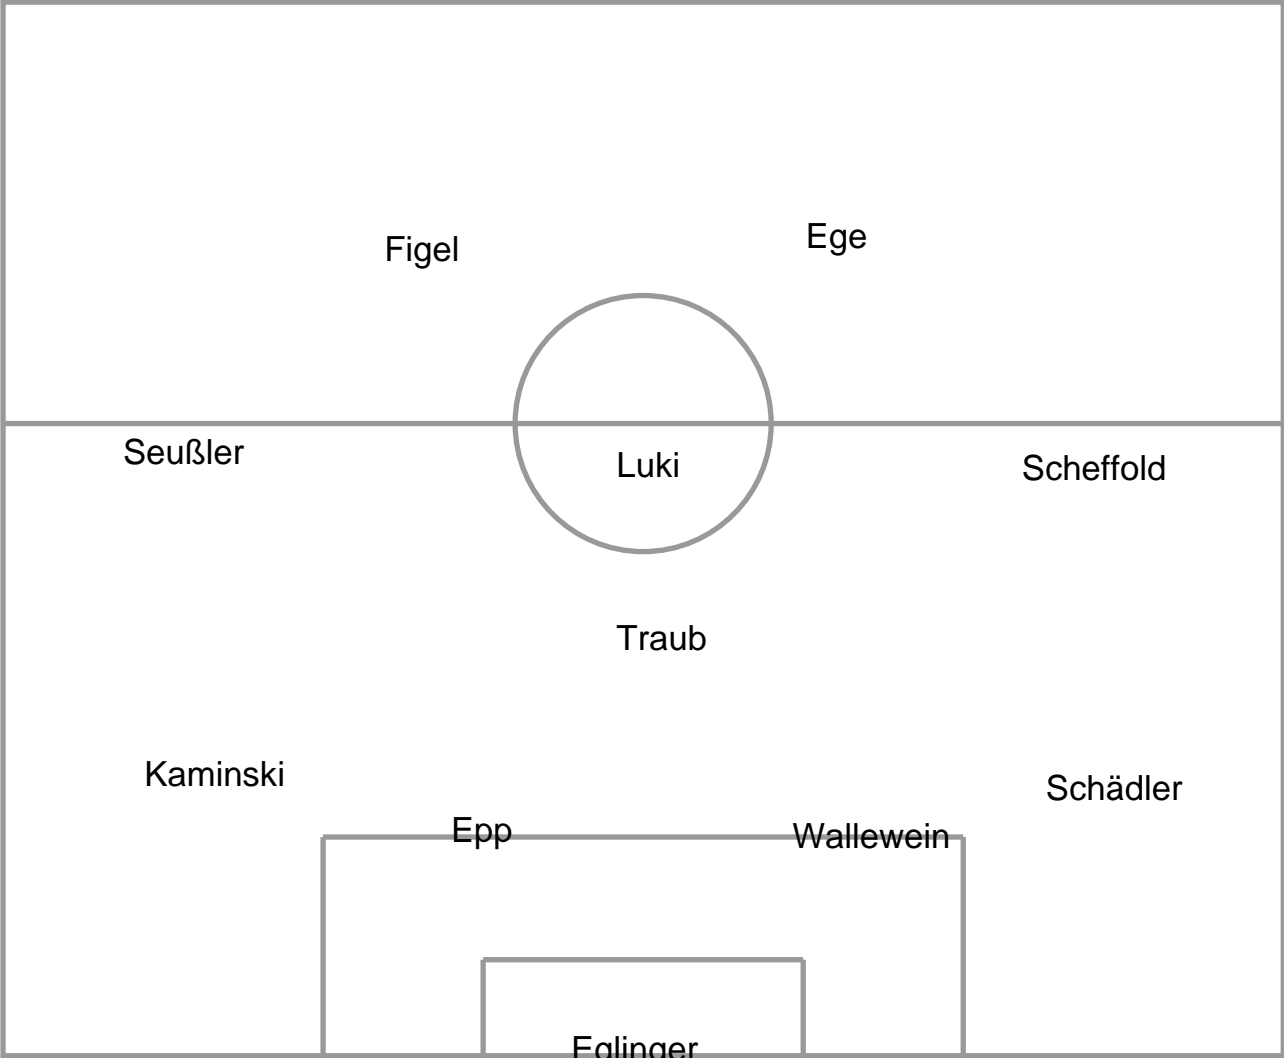 Figel
Ege
Seußler
Luki
Scheffold
Traub
Kaminski
Schädler
Epp
Wallewein
Eglinger